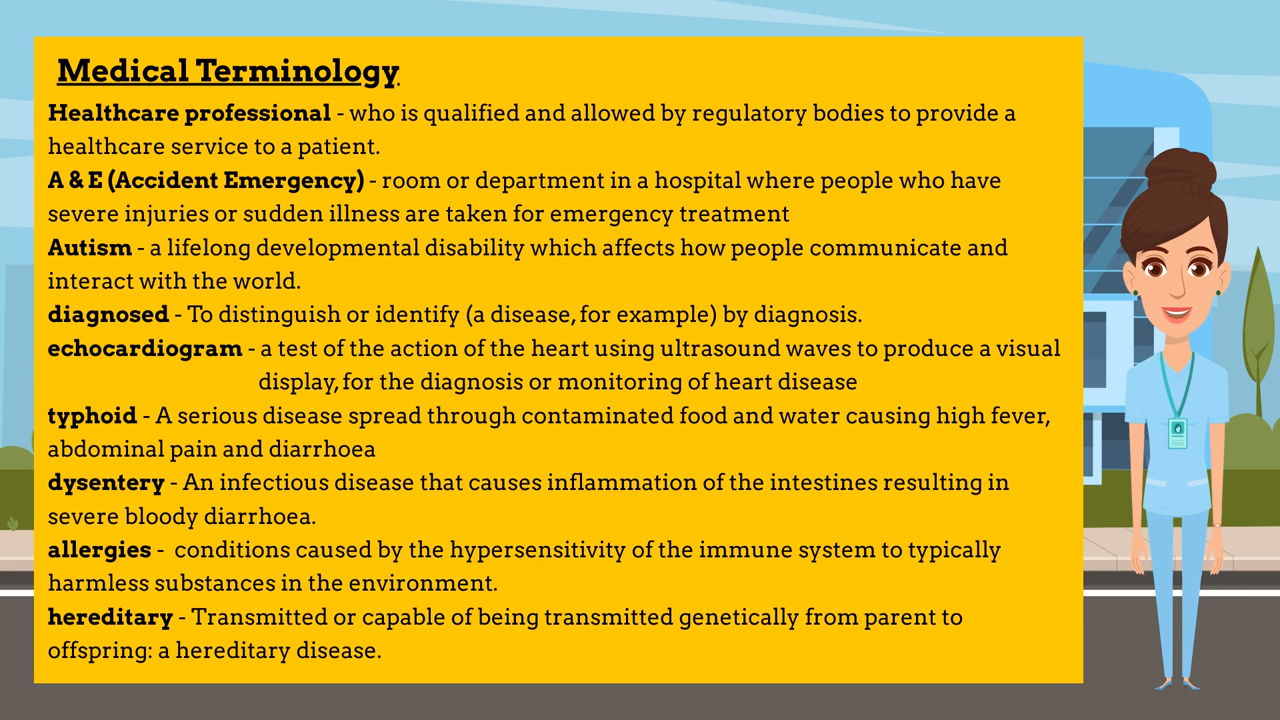 Medical Terminology
Healthcare professional - who is qualified and allowed by regulatory bodies to provide a
healthcare service to a patient.
A & E (Accident Emergency) - room or department in a hospital where people who have
severe injuries or sudden illness are taken for emergency treatment
Autism - a lifelong developmental disability which affects how people communicate and
interact with the world.
diagnosed - To distinguish or identify (a disease, for example) by diagnosis.
echocardiogram - a test of the action of the heart using ultrasound waves to produce a visual
display, for the diagnosis or monitoring of heart disease
typhoid - A serious disease spread through contaminated food and water causing high fever,
abdominal pain and diarrhoea
dysentery - An infectious disease that causes inflammation of the intestines resulting in
severe bloody diarrhoea.
allergies - conditions caused by the hypersensitivity of the immune system to typically
harmless substances in the environment.
hereditary - Transmitted or capable of being transmitted genetically from parent to
offspring: a hereditary disease.